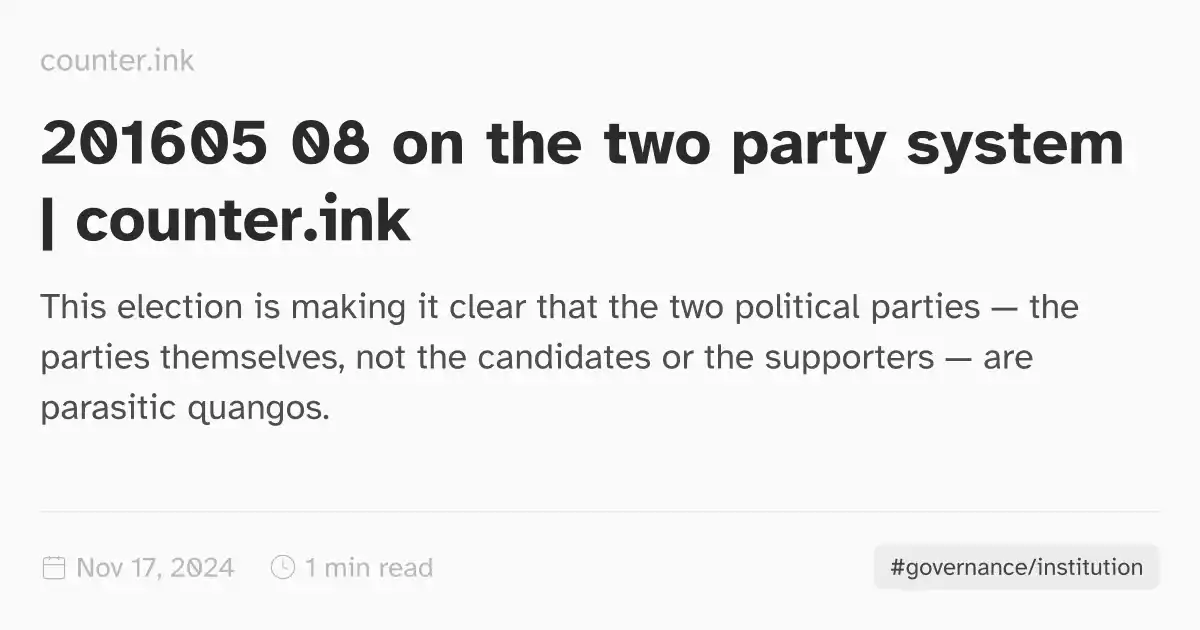 counter.ink
201605 08 on the two party system
| counter.ink
This election is making it clear that the two political parties — the
parties themselves, not the candidates or the supporters — are
parasitic quangos.
Nov 17, 2024 1 min read #governance/institution